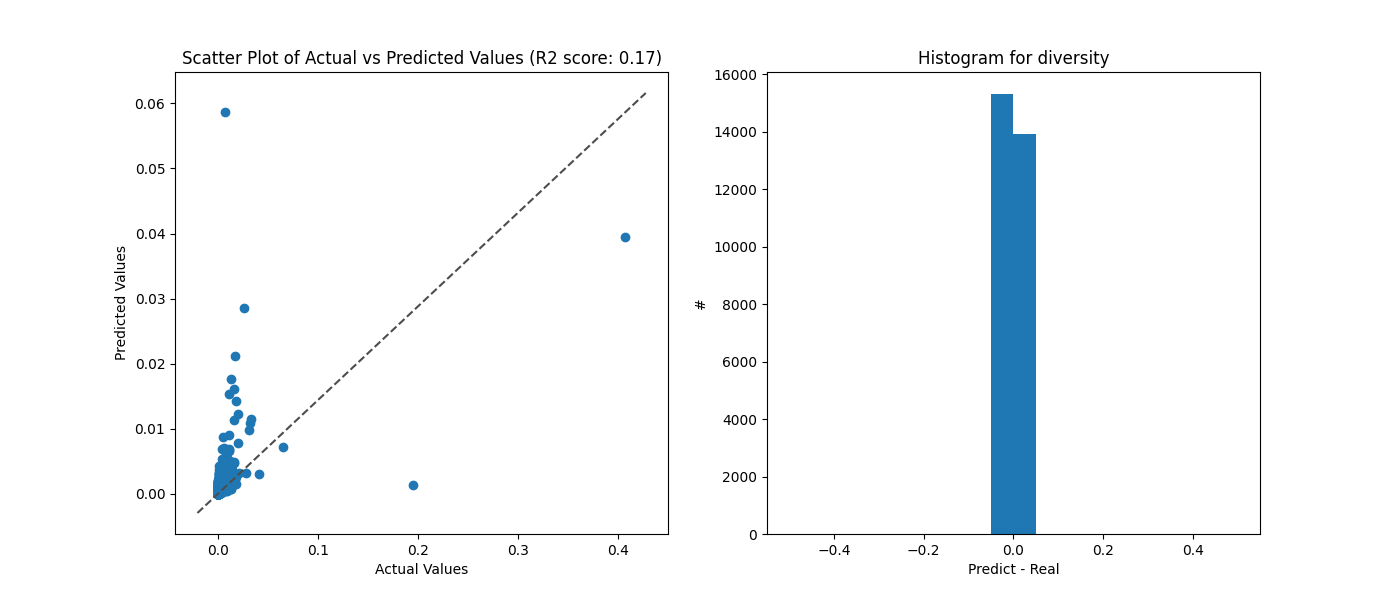 Scatter Plot of Actual vs Predicted Values (R2 score: 0.17)
0.06
0.05
0.04
0.03
0.02
0.01
0.00
Predicted Values
0.0 0.1 0.2 0.3 0.4
Actual Values
Histogram for diversity
16000
14000
12000
10000
8000
6000
4000
2000
0
#
−0.4 −0.2 0.0 0.2 0.4
Predict - Real